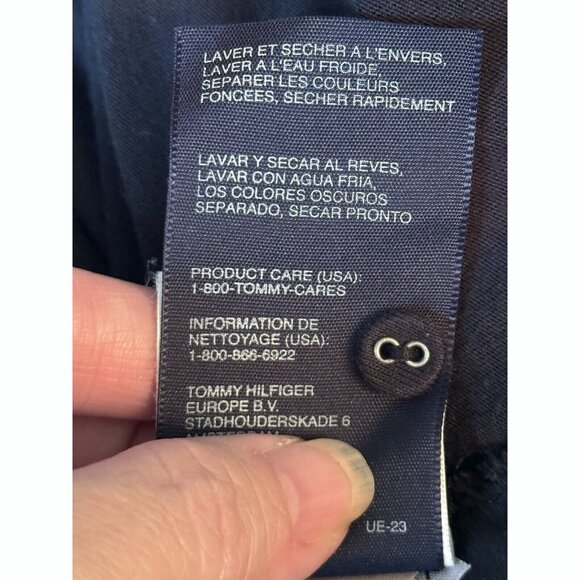 LAVER ET SECHER A L'ENVERS,
LAVER A L'EAU FROIDE,
SEPARER LES COULEURS
FONCEES, SECHER RAPIDEMENT
LAVAR Y SECAR AL REVES,
LAVAR CON AGUA FRIA,
LOS COLORES OSCUROS
SEPARADO, SECAR PRONTO
PRODUCT CARE (USA):
1-800-TOMMY-CARES
INFORMATION DE
NETTOYAGE (USA):
1-800-866-6922
TOMMY HILFIGER
EUROPE B.V.
STADHOUDERSKADE 6
UE-23